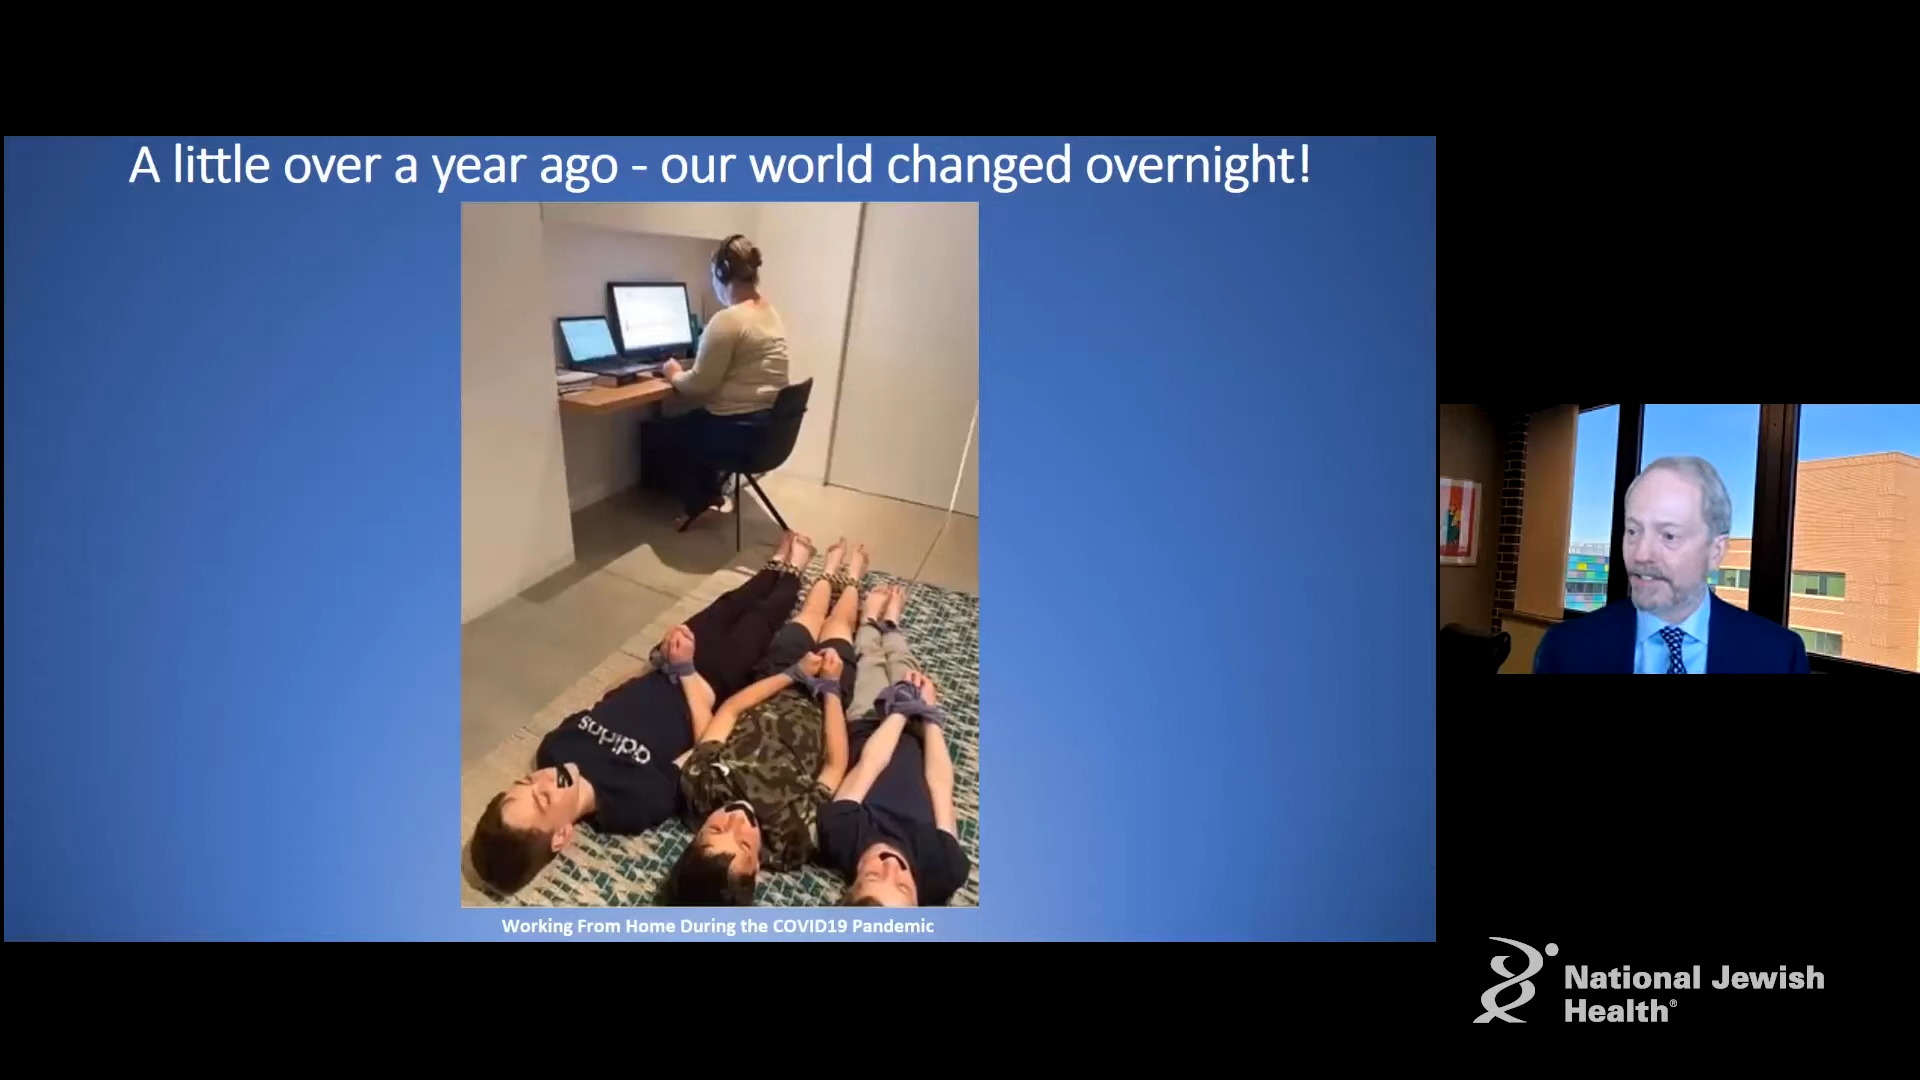 A little over a year ago - our world changed overnight!
adidas
Working From Home During the COVID19 Pandemic
National Jewish
Health®